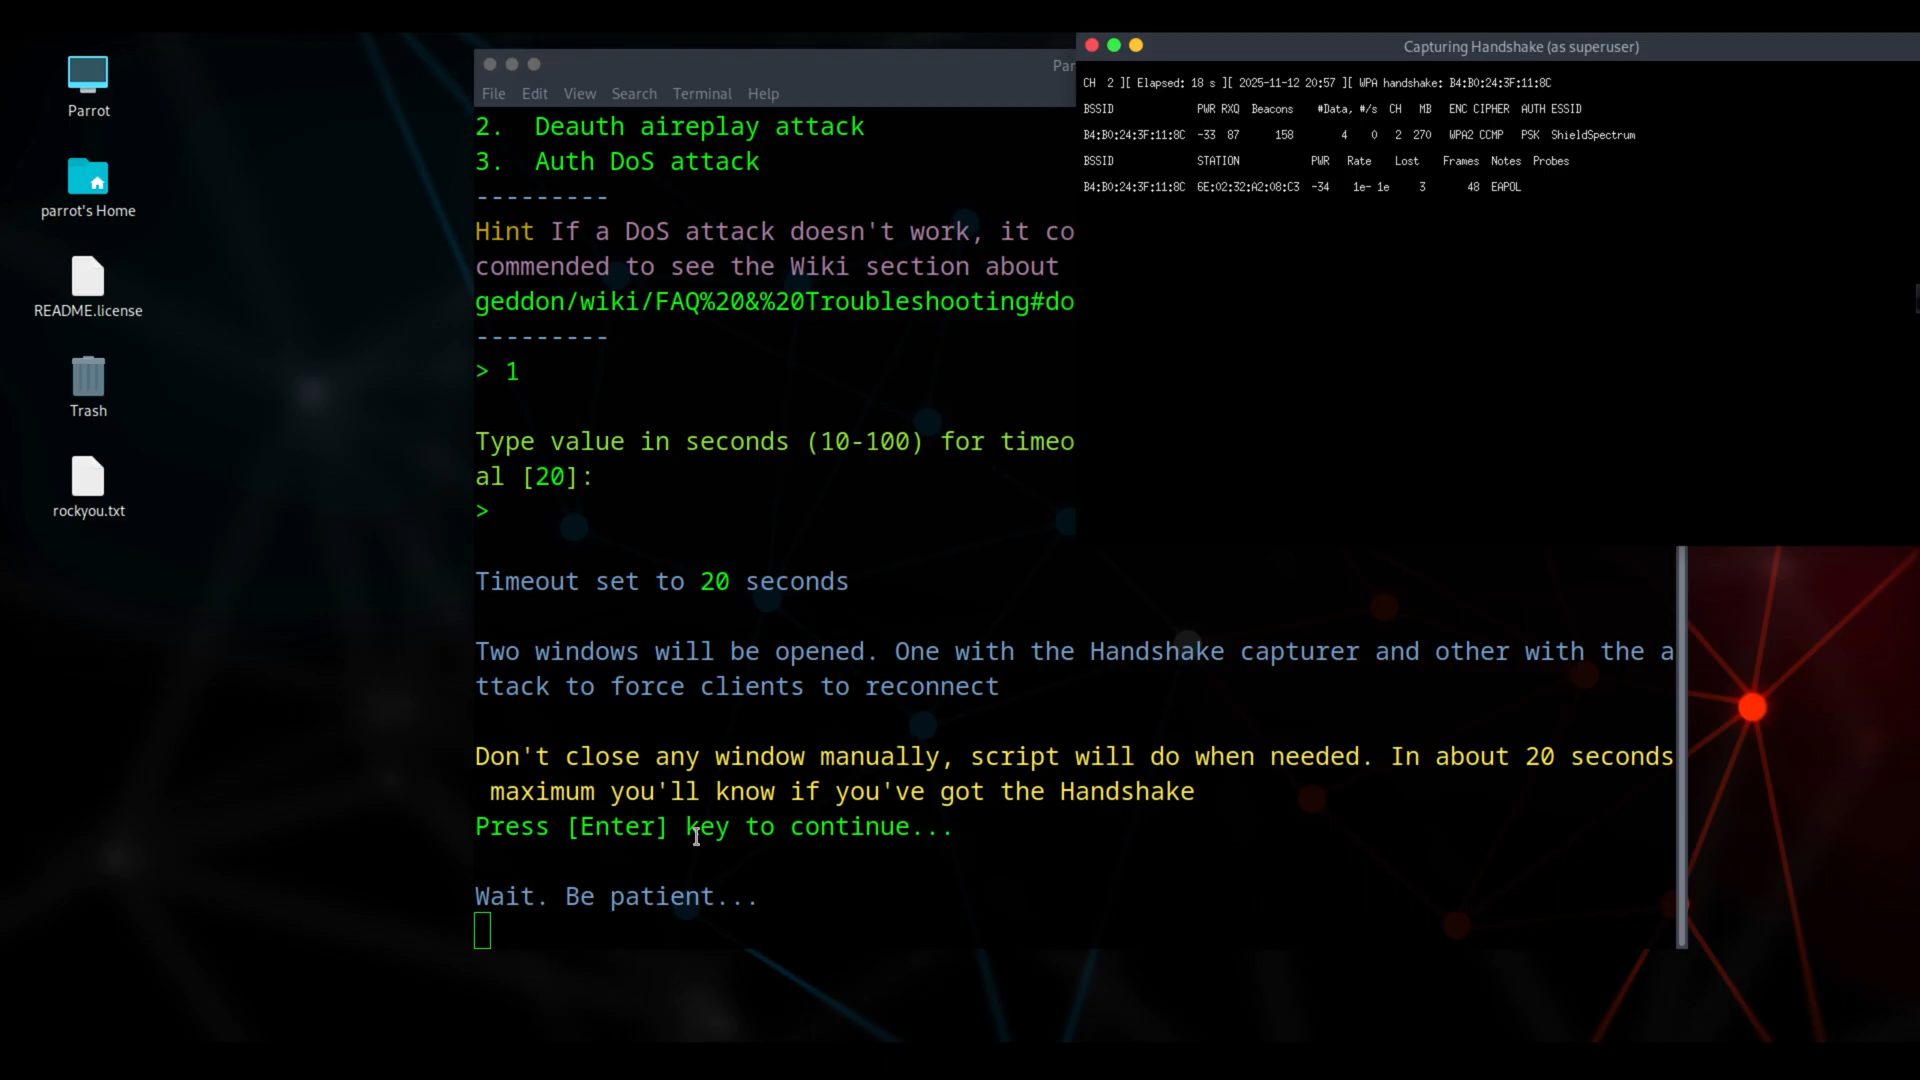 Parrot
parrot's Home
README.license
Trash
rockyou.txt
Par
File Edit View Search Terminal Help
2. Deauth aireplay attack
3. Auth DoS attack
---------
Hint If a DoS attack doesn't work, it co
commended to see the Wiki section about
geddon/wiki/FAQ%20&%20Troubleshooting#do
---------
> 1
Type value in seconds (10-100) for timeo
al [20]:
>
Timeout set to 20 seconds
Two windows will be opened. One with the Handshake capturer and other with the a
ttack to force clients to reconnect
Don't close any window manually, script will do when needed. In about 20 seconds
maximum you'll know if you've got the Handshake
Press [Enter] key to continue...
Wait. Be patient...
Capturing Handshake (as superuser)
CH 2 ][ Elapsed: 18 s ][ 2025-11-12 20:57 ][ WPA handshake: B4:B0:24:3F:11:8C
BSSID PWR RXQ Beacons #Data, #/s CH MB ENC CIPHER AUTH ESSID
B4:B0:24:3F:11:8C -33 87 158 4 0 2 270 WPA2 CCMP PSK ShieldSpectrum
BSSID STATION PWR Rate Lost Frames Notes Probes
B4:B0:24:3F:11:8C 6E:02:32:A2:08:C3 -34 1e- 1e 3 48 EAPOL